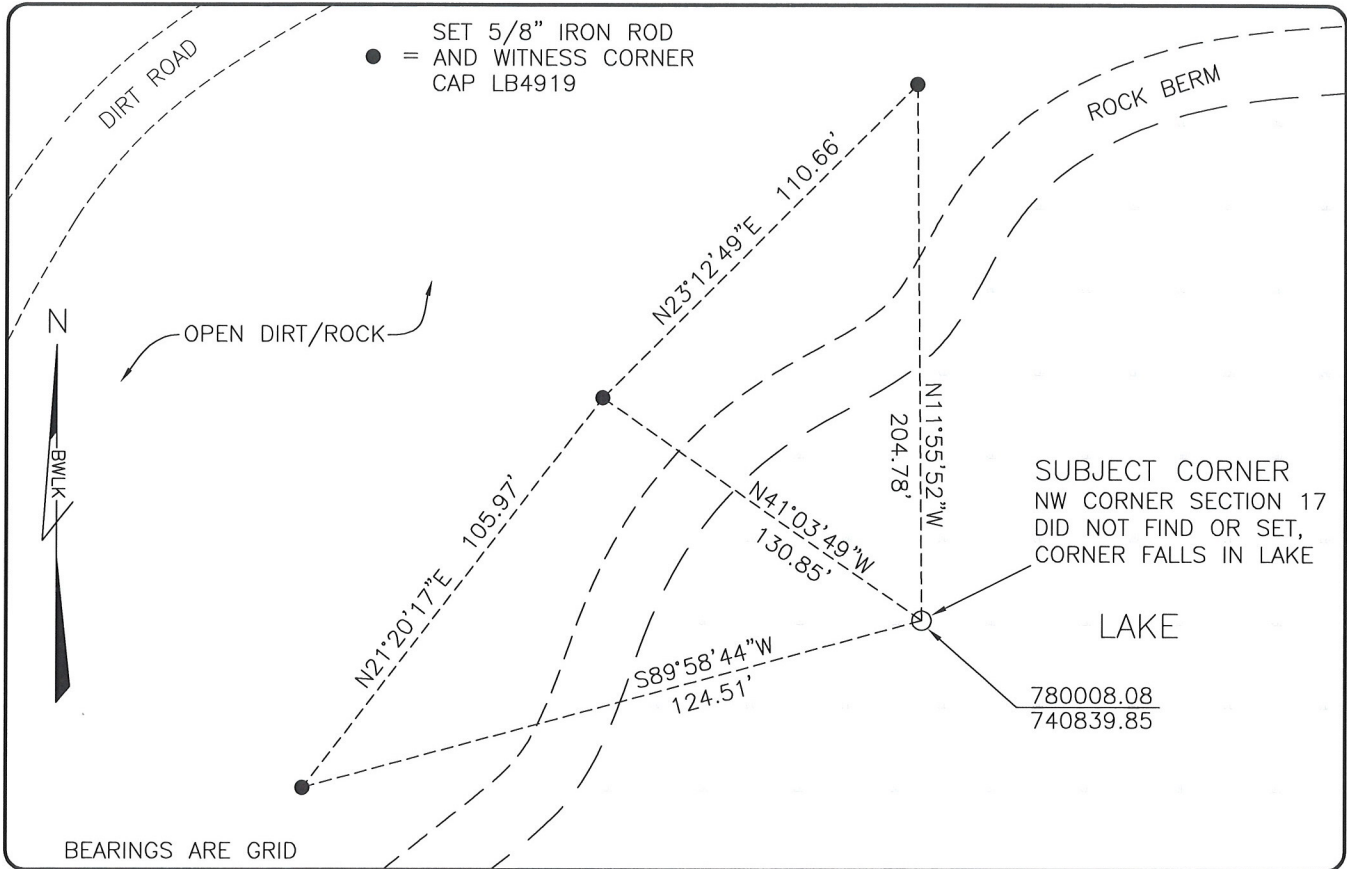 SET 5/8" IRON ROD
= AND WITNESS CORNER
CAP LB4919
DIRT ROAD
ROCK BERM
N23°12'49"E 110.66'
OPEN DIRT/ROCK
N
BWLK
N11°55'52"W
204.78'
SUBJECT CORNER
NW CORNER SECTION 17
DID NOT FIND OR SET,
CORNER FALLS IN LAKE
N41°03'49"W
130.85'
N21°20'17"E 105.97'
LAKE
S89°58'44"W
124.51'
780008.08
740839.85
BEARINGS ARE GRID